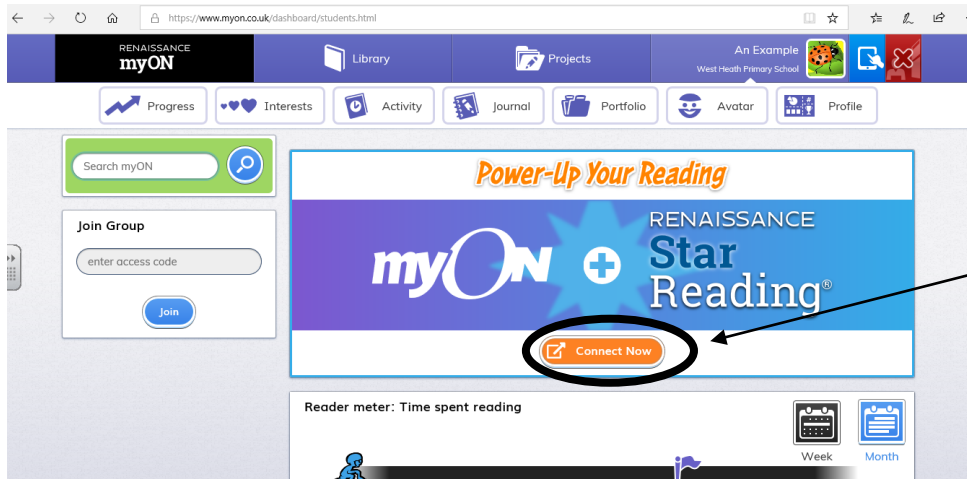 https://www.myon.co.uk/dashboard/students.html
RENAISSANCE
myON
Library
Projects
An Example
West Heath Primary School
Progress
Interests
Activity
Journal
Portfolio
Avatar
Profile
Search myON
Join Group
enter access code
Join
Power-Up Your Reading
myON + RENAISSANCE
Star
Reading®
Connect Now
Reader meter: Time spent reading
Week
Month